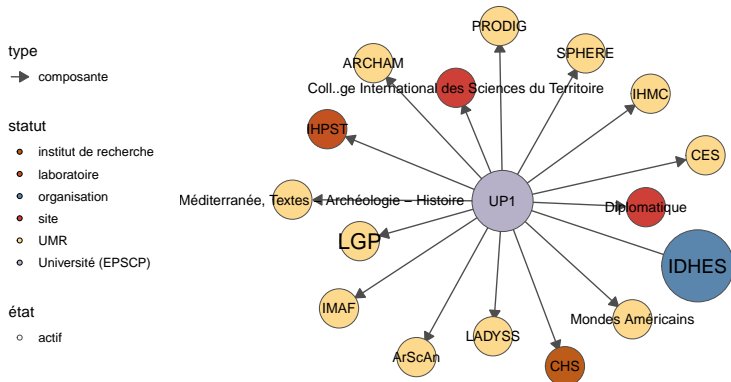 type
composante
statut
institut de recherche
laboratoire
organisation
site
UMR
Université (EPSCP)
état
actif
PRODIG
SPHERE
ARCHAM
Coll..ge International des Sciences du Territoire
IHMC
IHPST
CES
Méditerranée, Textes – Archéologie – Histoire
UP1
Diplomatique
LGP
IDHES
IMAF
Mondes Américains
LADYSS
ArScAn
CHS